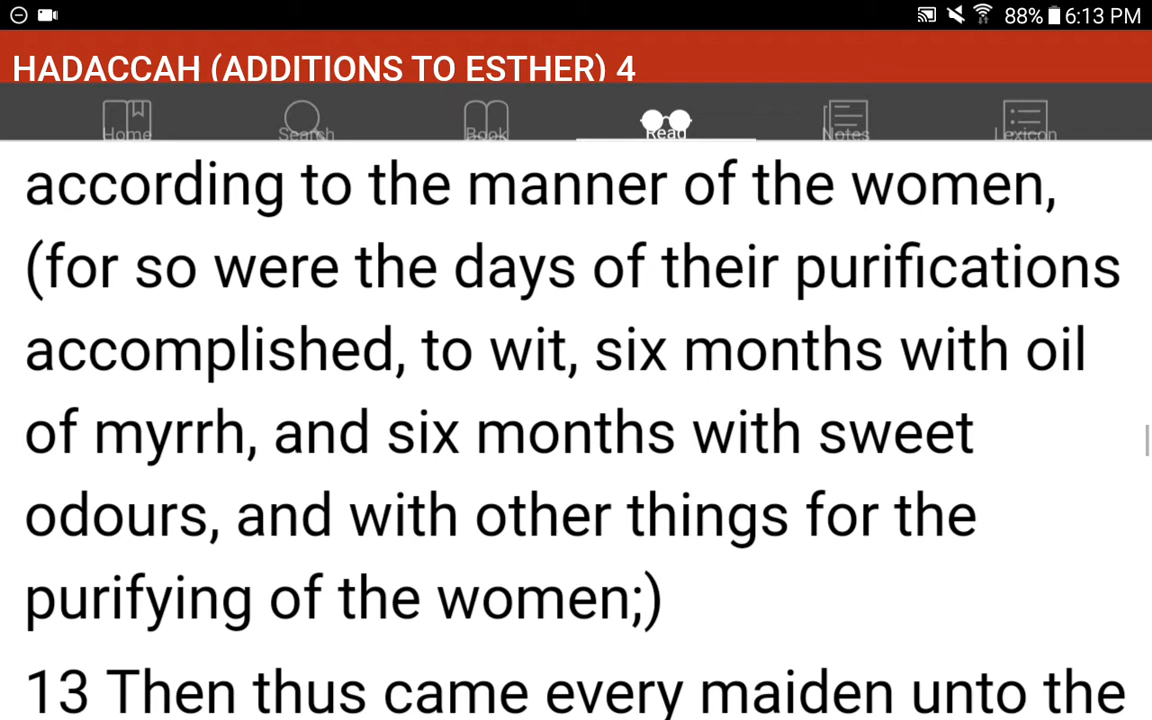 88% 6:13 PM
HADACCAH (ADDITIONS TO ESTHER) 4
Home Search Book Read Notes Lexicon
according to the manner of the women,
(for so were the days of their purifications
accomplished, to wit, six months with oil
of myrrh, and six months with sweet
odours, and with other things for the
purifying of the women;)
13 Then thus came every maiden unto the